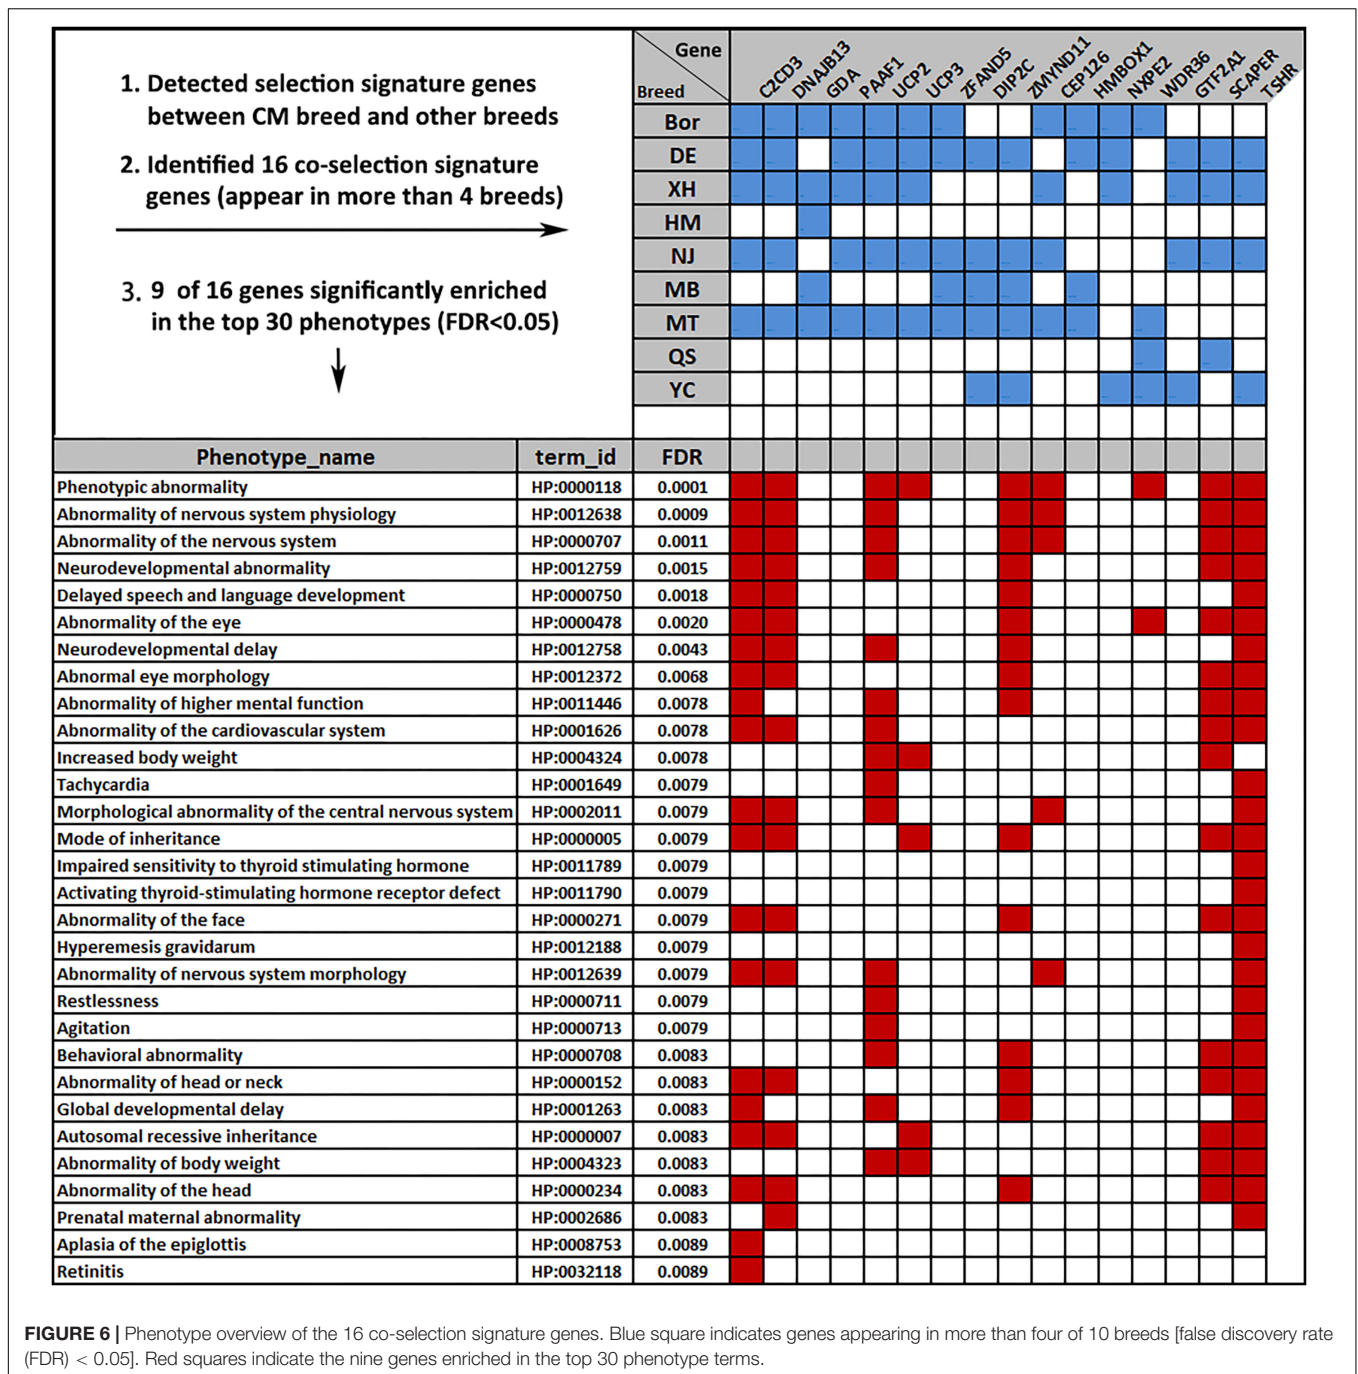 1. Detected selection signature genes
between CM breed and other breeds
2. Identified 16 co-selection signature
genes (appear in more than 4 breeds)
3. 9 of 16 genes significantly enriched
in the top 30 phenotypes (FDR<0.05)
Gene
Breed
C2CD3
DNAJB13
GDA
PAAF1
UCP2
UCP3
ZFAND5
DIP2C
ZMYND11
CEP126
HMBOX1
NXPE2
WDR36
GTF2A1
SCAPER
TSHR
Bor
DE
XH
HM
NJ
MB
MT
QS
YC
Phenotype_name term_id FDR
Phenotypic abnormality HP:0000118 0.0001
Abnormality of nervous system physiology HP:0012638 0.0009
Abnormality of the nervous system HP:0000707 0.0011
Neurodevelopmental abnormality HP:0012759 0.0015
Delayed speech and language development HP:0000750 0.0018
Abnormality of the eye HP:0000478 0.0020
Neurodevelopmental delay HP:0012758 0.0043
Abnormal eye morphology HP:0012372 0.0068
Abnormality of higher mental function HP:0011446 0.0078
Abnormality of the cardiovascular system HP:0001626 0.0078
Increased body weight HP:0004324 0.0078
Tachycardia HP:0001649 0.0079
Morphological abnormality of the central nervous system HP:0002011 0.0079
Mode of inheritance HP:0000005 0.0079
Impaired sensitivity to thyroid stimulating hormone HP:0011789 0.0079
Activating thyroid-stimulating hormone receptor defect HP:0011790 0.0079
Abnormality of the face HP:0000271 0.0079
Hyperemesis gravidarum HP:0012188 0.0079
Abnormality of nervous system morphology HP:0012639 0.0079
Restlessness HP:0000711 0.0079
Agitation HP:0000713 0.0079
Behavioral abnormality HP:0000708 0.0083
Abnormality of head or neck HP:0000152 0.0083
Global developmental delay HP:0001263 0.0083
Autosomal recessive inheritance HP:0000007 0.0083
Abnormality of body weight HP:0004323 0.0083
Abnormality of the head HP:0000234 0.0083
Prenatal maternal abnormality HP:0002686 0.0083
Aplasia of the epiglottis HP:0008753 0.0089
Retinitis HP:0032118 0.0089
FIGURE 6 | Phenotype overview of the 16 co-selection signature genes. Blue square indicates genes appearing in more than four of 10 breeds [false discovery rate
(FDR) < 0.05]. Red squares indicate the nine genes enriched in the top 30 phenotype terms.